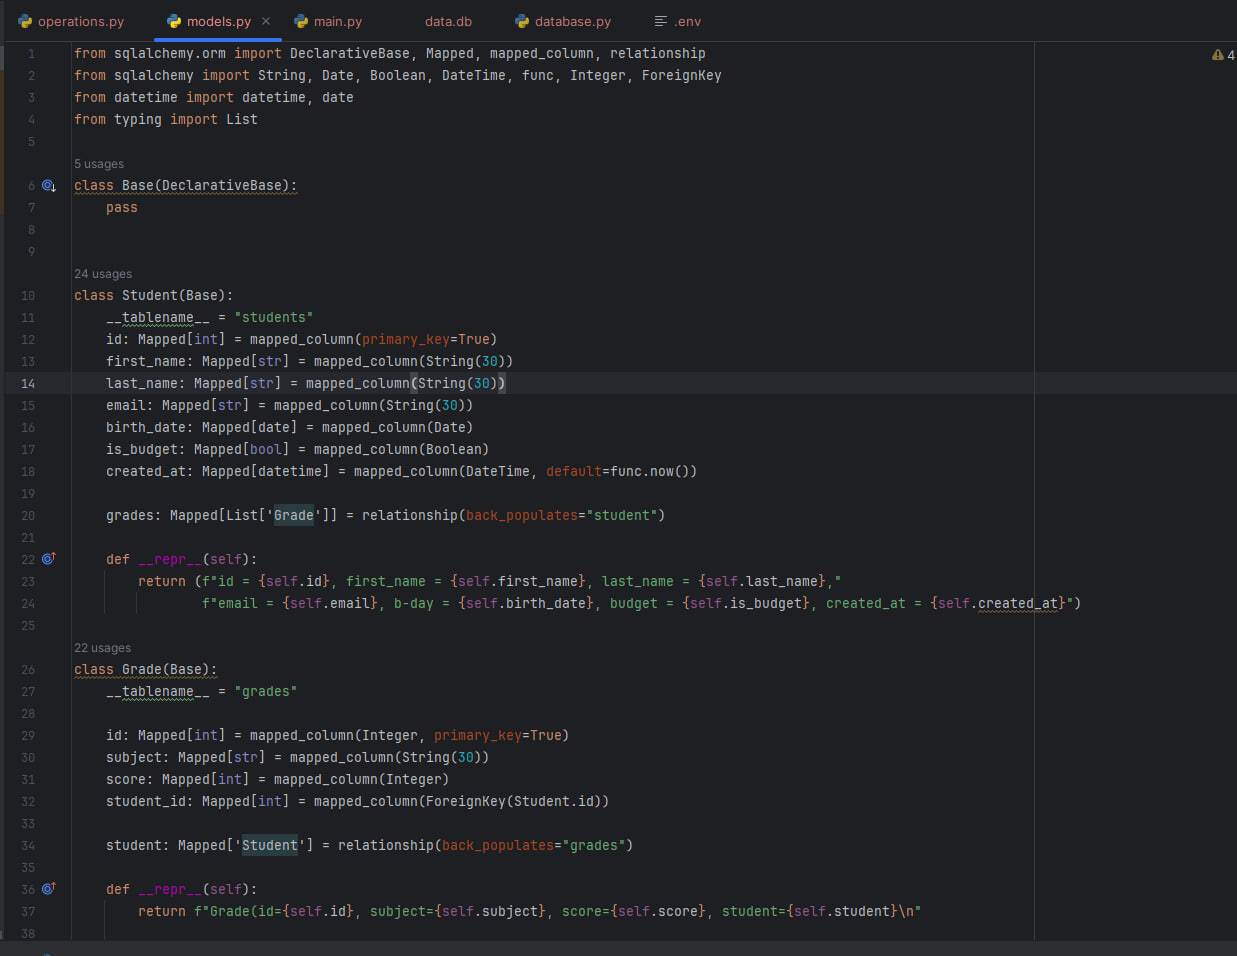 operations.py models.py × main.py data.db database.py .env
1 from sqlalchemy.orm import DeclarativeBase, Mapped, mapped_column, relationship 4
2 from sqlalchemy import String, Date, Boolean, DateTime, func, Integer, ForeignKey
3 from datetime import datetime, date
4 from typing import List
5
5 usages
6 class Base(DeclarativeBase):
7     pass
8
9
24 usages
10 class Student(Base):
11     __tablename__ = "students"
12     id: Mapped[int] = mapped_column(primary_key=True)
13     first_name: Mapped[str] = mapped_column(String(30))
14     last_name: Mapped[str] = mapped_column(String(30))
15     email: Mapped[str] = mapped_column(String(30))
16     birth_date: Mapped[date] = mapped_column(Date)
17     is_budget: Mapped[bool] = mapped_column(Boolean)
18     created_at: Mapped[datetime] = mapped_column(DateTime, default=func.now())
19
20     grades: Mapped[List['Grade']] = relationship(back_populates="student")
21
22     def __repr__(self):
23         return (f"id = {self.id}, first_name = {self.first_name}, last_name = {self.last_name},"
24                 f"email = {self.email}, b-day = {self.birth_date}, budget = {self.is_budget}, created_at = {self.created_at}")
25
22 usages
26 class Grade(Base):
27     __tablename__ = "grades"
28
29     id: Mapped[int] = mapped_column(Integer, primary_key=True)
30     subject: Mapped[str] = mapped_column(String(30))
31     score: Mapped[int] = mapped_column(Integer)
32     student_id: Mapped[int] = mapped_column(ForeignKey(Student.id))
33
34     student: Mapped['Student'] = relationship(back_populates="grades")
35
36     def __repr__(self):
37         return f"Grade(id={self.id}, subject={self.subject}, score={self.score}, student={self.student}\n"
38